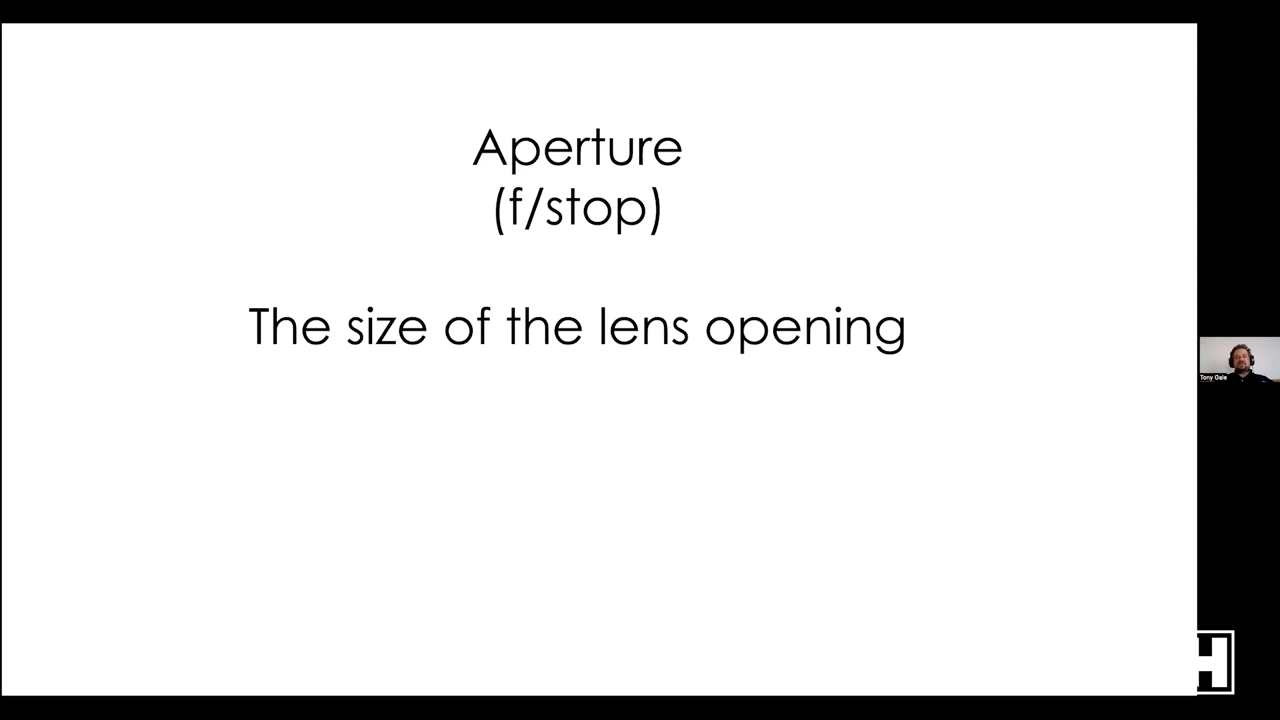 Aperture
(f/stop)
The size of the lens opening
Tony Gale
H